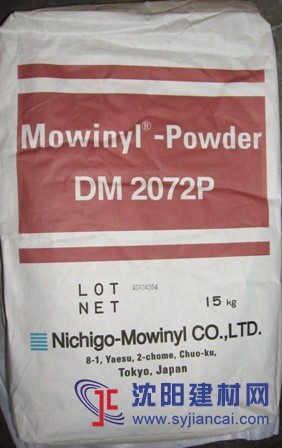 Mowinyl®-Powder
DM 2072P
LOT
NET 15 kg
Nichigo-Mowinyl CO.,LTD.
8-1, Yaesu, 2-chome, Chuo-ku,
Tokyo, Japan
沈阳建材网
www.syjiancai.com